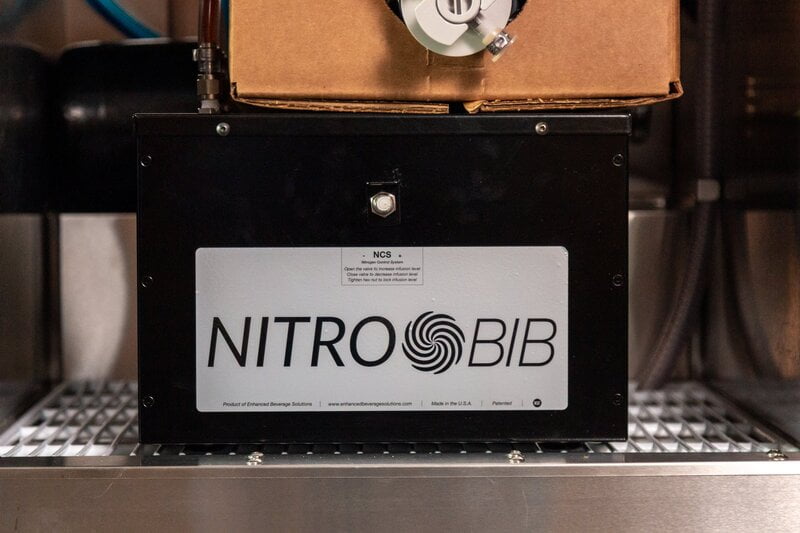 - NCS +
Nitrogen Control System
Open the valve to increase infusion level
Close valve to decrease infusion level
Tighten hex nut to lock infusion level
NITRO BIB
Product of Enhanced Beverage Solutions | www.enhancedbeveragesolutions.com | Made in the U.S.A. | Patented | NSF